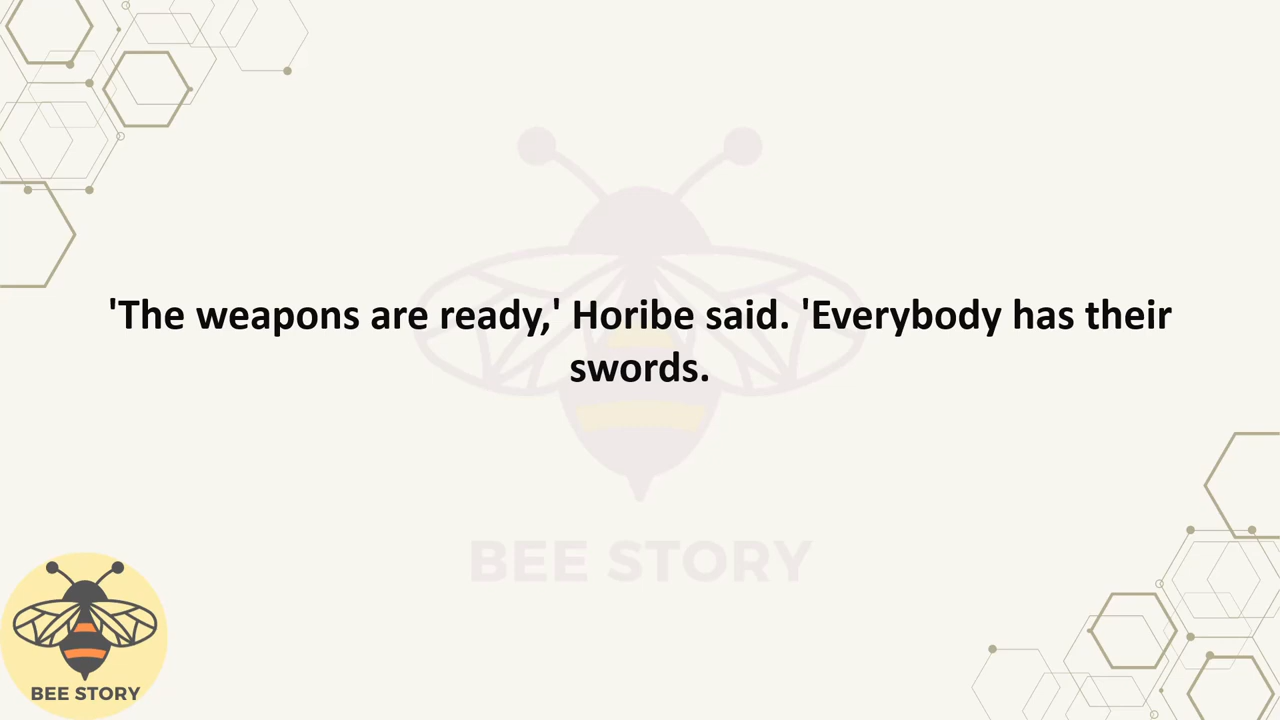 'The weapons are ready,' Horibe said. 'Everybody has their
swords.
BEE STORY
BEE STORY